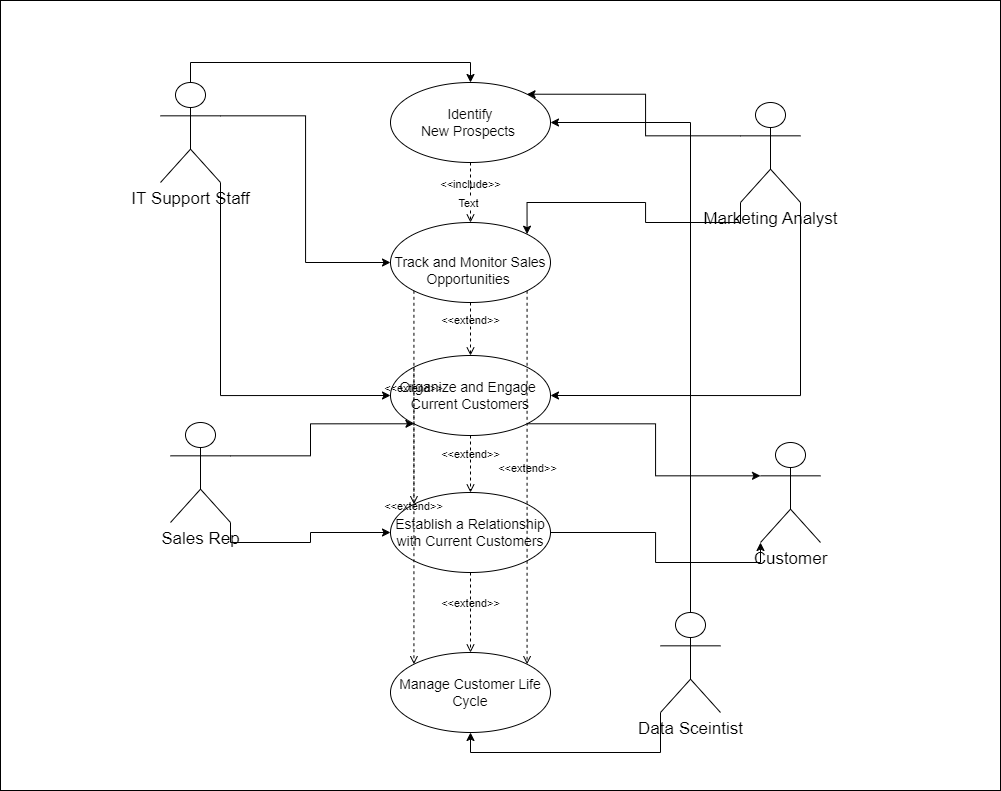 Identify
New Prospects
<<include>>
Text
IT Support Staff
Marketing Analyst
Track and Monitor Sales
Opportunities
<<extend>>
<<extend>>
Organize and Engage
Current Customers
<<extend>>
<<extend>>
<<extend>>
Establish a Relationship
with Current Customers
Sales Rep
Customer
<<extend>>
Manage Customer Life
Cycle
Data Sceintist